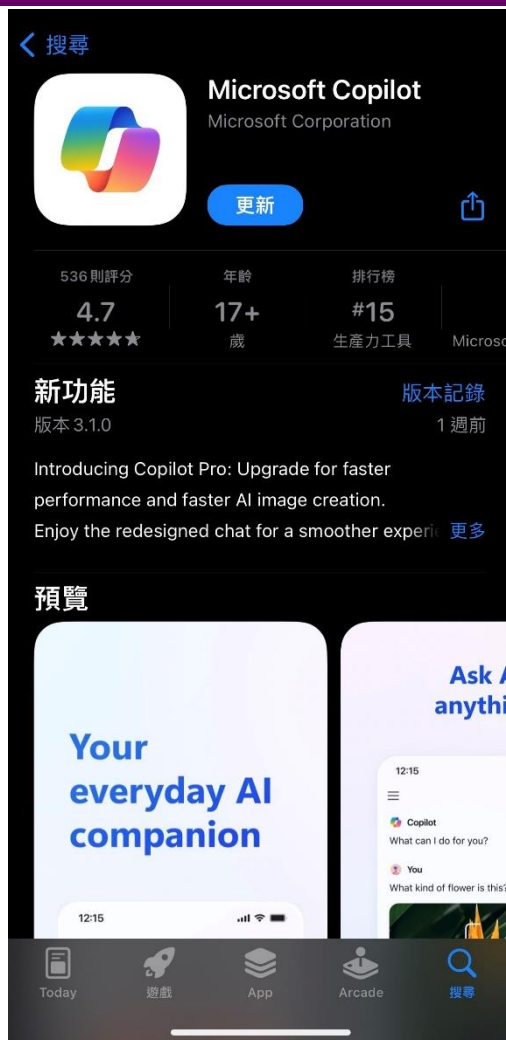 搜尋
Microsoft Copilot
Microsoft Corporation
更新
536 則評分
4.7
歲
年齡
17+
排行榜
#15
生產力工具
Microsc
新功能
版本記錄
版本 3.1.0
1 週前
Introducing Copilot Pro: Upgrade for faster
performance and faster AI image creation.
Enjoy the redesigned chat for a smoother experie 更多
預覽
Your
everyday AI
companion
12:15
Ask A
anythi
12:15
Copilot
What can I do for you?
You
What kind of flower is this?
Today
遊戲
App
Arcade
搜尋